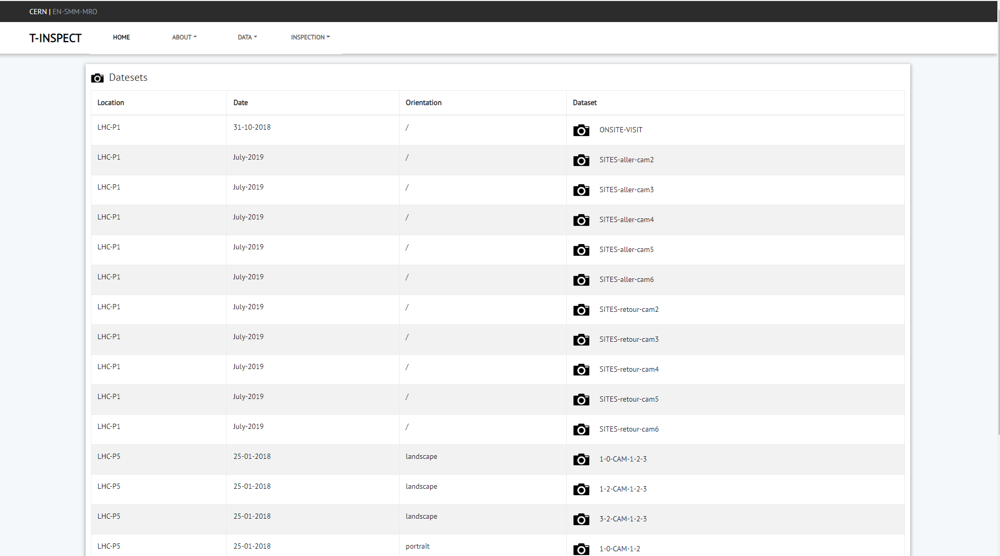 CERN | EN-SMM-MRO
T-INSPECT HOME ABOUT DATA INSPECTION
Datesets
Location Date Orientation Dataset
LHC-P1 31-10-2018 / ONSITE-VISIT
LHC-P1 July-2019 / SITES-aller-cam2
LHC-P1 July-2019 / SITES-aller-cam3
LHC-P1 July-2019 / SITES-aller-cam4
LHC-P1 July-2019 / SITES-aller-cam5
LHC-P1 July-2019 / SITES-aller-cam6
LHC-P1 July-2019 / SITES-retour-cam2
LHC-P1 July-2019 / SITES-retour-cam3
LHC-P1 July-2019 / SITES-retour-cam4
LHC-P1 July-2019 / SITES-retour-cam5
LHC-P1 July-2019 / SITES-retour-cam6
LHC-P5 25-01-2018 landscape 1-0-CAM-1-2-3
LHC-P5 25-01-2018 landscape 1-2-CAM-1-2-3
LHC-P5 25-01-2018 landscape 3-2-CAM-1-2-3
LHC-P5 25-01-2018 portrait 1-0-CAM-1-2